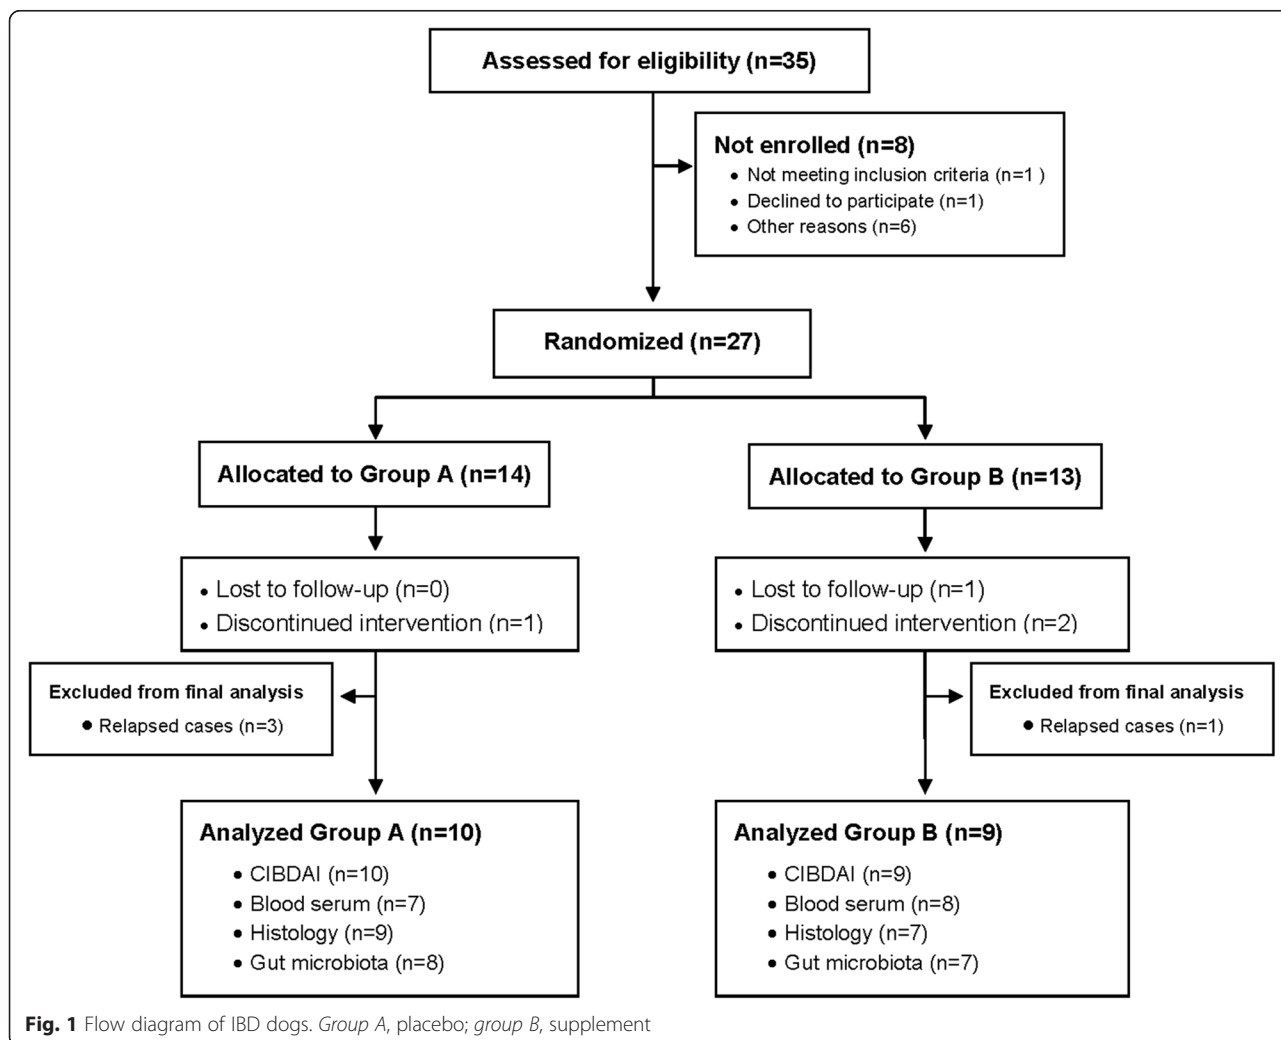 Assessed for eligibility (n=35)
Not enrolled (n=8)
• Not meeting inclusion criteria (n=1 )
• Declined to participate (n=1)
• Other reasons (n=6)
Randomized (n=27)
Allocated to Group A (n=14)
Allocated to Group B (n=13)
• Lost to follow-up (n=0)
• Discontinued intervention (n=1)
• Lost to follow-up (n=1)
• Discontinued intervention (n=2)
Excluded from final analysis
• Relapsed cases (n=3)
Excluded from final analysis
• Relapsed cases (n=1)
Analyzed Group A (n=10)
• CIBDAI (n=10)
• Blood serum (n=7)
• Histology (n=9)
• Gut microbiota (n=8)
Analyzed Group B (n=9)
• CIBDAI (n=9)
• Blood serum (n=8)
• Histology (n=7)
• Gut microbiota (n=7)
Fig. 1 Flow diagram of IBD dogs. Group A, placebo; group B, supplement